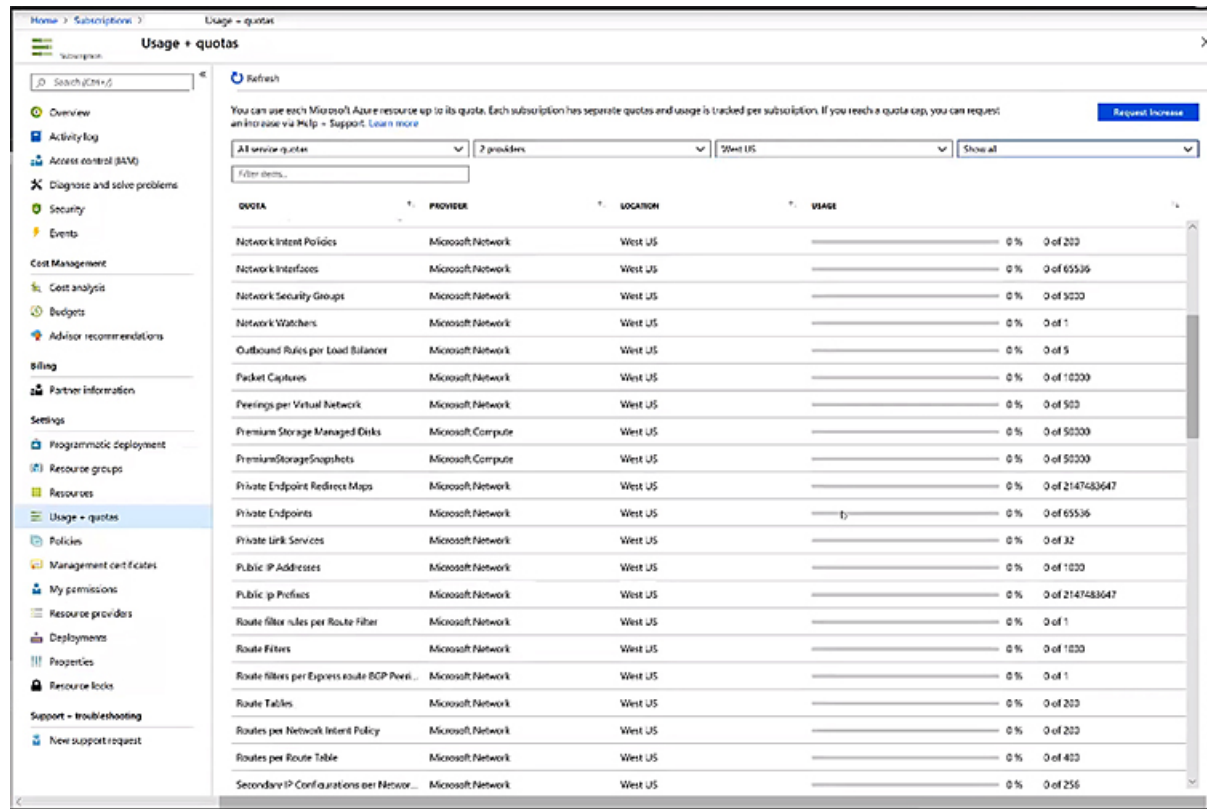 Home > Subscriptions > Usage + quotas
Usage + quotas
Subscription
Search (Ctrl+/)
«
Overview
Activity log
Access control (IAM)
Diagnose and solve problems
Security
Events
Cost Management
Cost analysis
Budgets
Advisor recommendations
Billing
Partner information
Settings
Programmatic deployment
Resource groups
Resources
Usage + quotas
Policies
Management certificates
My permissions
Resource providers
Deployments
Properties
Resource locks
Support + troubleshooting
New support request
Refresh
You can use each Microsoft Azure resource up to its quota. Each subscription has separate quotas and usage is tracked per subscription. If you reach a quota cap, you can request
an increase via Help + Support. Learn more
Request Increase
All service quotas 2 providers West US Show all
Filter items...
QUOTA PROVIDER LOCATION USAGE
Network Intent Policies Microsoft.Network West US 0 % 0 of 200
Network Interfaces Microsoft.Network West US 0 % 0 of 65536
Network Security Groups Microsoft.Network West US 0 % 0 of 5000
Network Watchers Microsoft.Network West US 0 % 0 of 1
Outbound Rules per Load Balancer Microsoft.Network West US 0 % 0 of 5
Packet Captures Microsoft.Network West US 0 % 0 of 10000
Peerings per Virtual Network Microsoft.Network West US 0 % 0 of 500
Premium Storage Managed Disks Microsoft.Compute West US 0 % 0 of 50000
PremiumStorageSnapshots Microsoft.Compute West US 0 % 0 of 50000
Private Endpoint Redirect Maps Microsoft.Network West US 0 % 0 of 2147483647
Private Endpoints Microsoft.Network West US 0 % 0 of 65536
Private Link Services Microsoft.Network West US 0 % 0 of 32
Public IP Addresses Microsoft.Network West US 0 % 0 of 1000
Public Ip Prefixes Microsoft.Network West US 0 % 0 of 2147483647
Route filter rules per Route Filter Microsoft.Network West US 0 % 0 of 1
Route Filters Microsoft.Network West US 0 % 0 of 1000
Route filters per Express route BGP Peeri... Microsoft.Network West US 0 % 0 of 1
Route Tables Microsoft.Network West US 0 % 0 of 200
Routes per Network Intent Policy Microsoft.Network West US 0 % 0 of 200
Routes per Route Table Microsoft.Network West US 0 % 0 of 400
Secondary IP Configurations per Networ... Microsoft.Network West US 0 % 0 of 256